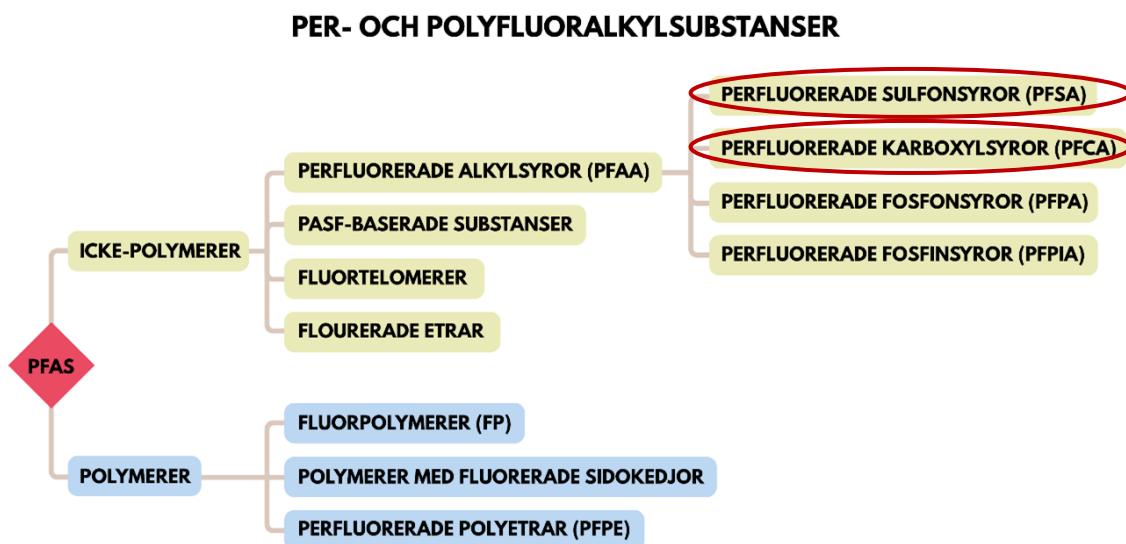 PER- OCH POLYFLUORALKYLSUBSTANSER
PERFLUORERADE SULFONSYROR (PFSA)
PERFLUORERADE KARBOXYLSYROR (PFCA)
PERFLUORERADE ALKYLSYROR (PFAA)
PERFLUORERADE FOSFONSYROR (PFPA)
PASF-BASERADE SUBSTANSER
ICKE-POLYMERER
PERFLUORERADE FOSFINSYROR (PFPIA)
FLUORTELOMERER
FLOURERADE ETRAR
PFAS
FLUORPOLYMERER (FP)
POLYMERER
POLYMERER MED FLUORERADE SIDOKEDJOR
PERFLUORERADE POLYETRAR (PFPE)